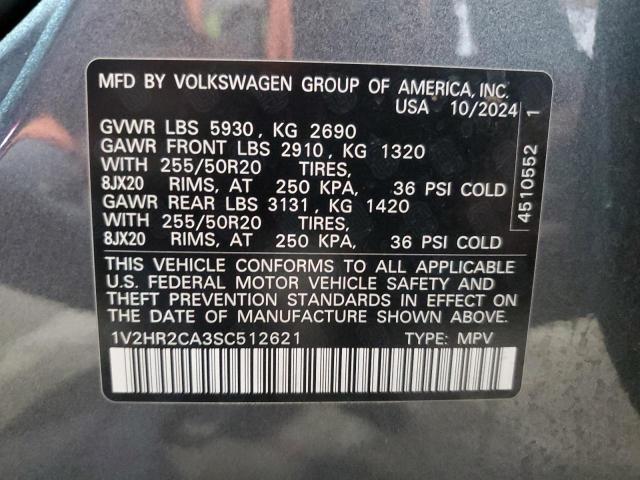 MFD BY VOLKSWAGEN GROUP OF AMERICA, INC.
USA 10/2024
GVWR LBS 5930, KG 2690
GAWR FRONT LBS 2910, KG 1320
WITH 255/50R20 TIRES,
8JX20 RIMS, AT 250 KPA, 36 PSI COLD
GAWR REAR LBS 3131, KG 1420
WITH 255/50R20 TIRES,
8JX20 RIMS, AT 250 KPA, 36 PSI COLD
THIS VEHICLE CONFORMS TO ALL APPLICABLE
U.S. FEDERAL MOTOR VEHICLE SAFETY AND
THEFT PREVENTION STANDARDS IN EFFECT ON
THE DATE OF MANUFACTURE SHOWN ABOVE.
1V2HR2CA3SC512621 TYPE: MPV
4510552 1